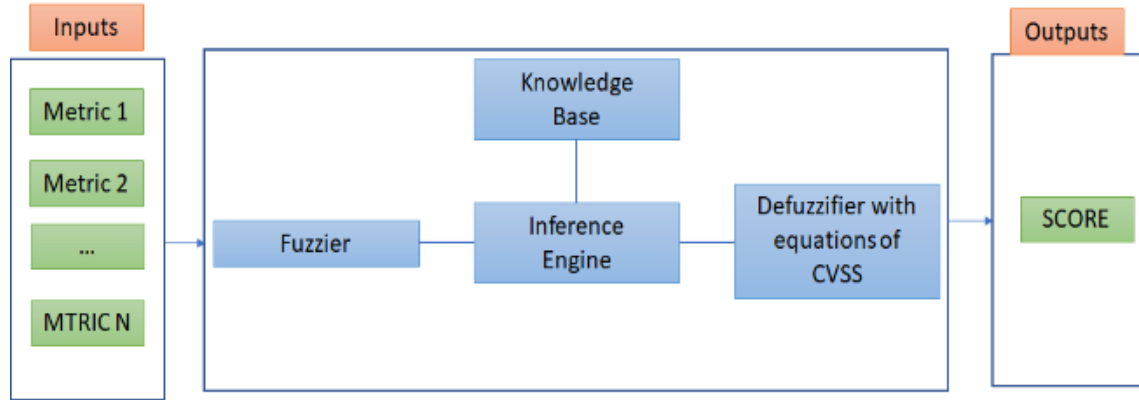 Inputs
Metric 1
Metric 2
...
MTRIC N
Fuzzier
Knowledge
Base
Inference
Engine
Defuzzifier with
equations of
CVSS
Outputs
SCORE